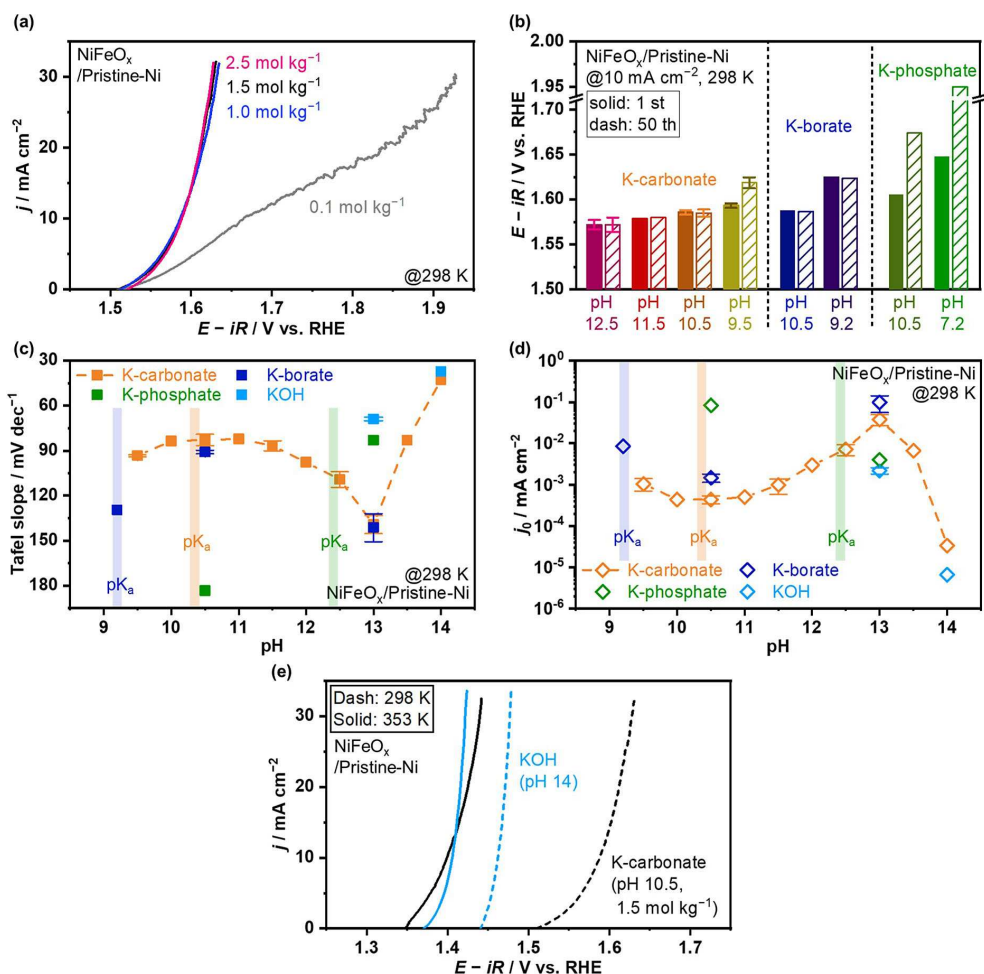 (a)
NiFeOₓ
/Pristine-Ni
2.5 mol kg⁻¹
1.5 mol kg⁻¹
1.0 mol kg⁻¹
0.1 mol kg⁻¹
@298 K
30
20
10
0
j / mA cm⁻²
1.5 1.6 1.7 1.8 1.9
E − iR / V vs. RHE
(b)
NiFeOₓ/Pristine-Ni
@10 mA cm⁻², 298 K
solid: 1 st
dash: 50 th
K-carbonate
K-borate
K-phosphate
2.00
1.95
1.65
1.60
1.55
1.50
E − iR / V vs. RHE
pH pH pH pH pH pH pH pH
12.5 11.5 10.5 9.5 10.5 9.2 10.5 7.2
(c)
K-carbonate K-borate
K-phosphate KOH
30
60
90
120
150
180
Tafel slope / mV dec⁻¹
pKₐ
pKₐ
pKₐ
@298 K
NiFeOₓ/Pristine-Ni
9 10 11 12 13 14
pH
(d)
NiFeOₓ/Pristine-Ni
@298 K
10⁰
10⁻¹
10⁻²
10⁻³
10⁻⁴
10⁻⁵
10⁻⁶
j₀ / mA cm⁻²
pKₐ
pKₐ
pKₐ
K-carbonate K-borate
K-phosphate KOH
9 10 11 12 13 14
pH
(e)
Dash: 298 K
Solid: 353 K
NiFeOₓ
/Pristine-Ni
KOH
(pH 14)
K-carbonate
(pH 10.5,
1.5 mol kg⁻¹)
30
20
10
0
j / mA cm⁻²
1.3 1.4 1.5 1.6 1.7
E − iR / V vs. RHE